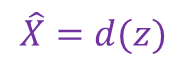 X̂ = d(z)